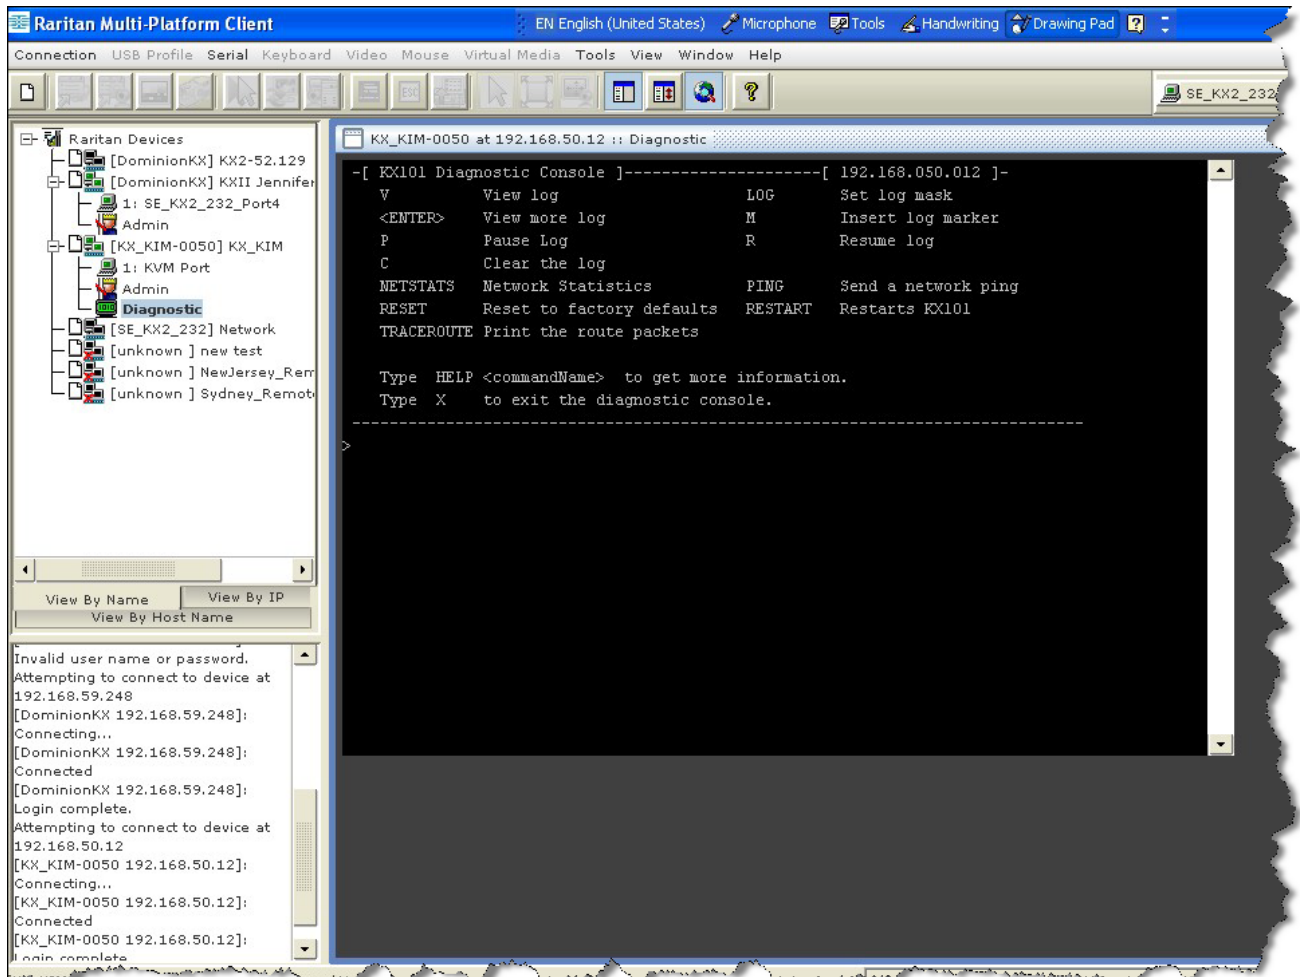 Raritan Multi-Platform Client
EN English (United States) Microphone Tools Handwriting Drawing Pad
Connection USB Profile Serial Keyboard Video Mouse Virtual Media Tools View Window Help
ESC
SE_KX2_232
Raritan Devices
[DominionKX] KX2-52.129
[DominionKX] KXII Jennifer
1: SE_KX2_232_Port4
Admin
[KX_KIM-0050] KX_KIM
1: KVM Port
Admin
Diagnostic
[SE_KX2_232] Network
[unknown ] new test
[unknown ] NewJersey_Rem
[unknown ] Sydney_Remot
View By Name View By IP
View By Host Name
Invalid user name or password.
Attempting to connect to device at
192.168.59.248
[DominionKX 192.168.59.248]:
Connecting...
[DominionKX 192.168.59.248]:
Connected
[DominionKX 192.168.59.248]:
Login complete.
Attempting to connect to device at
192.168.50.12
[KX_KIM-0050 192.168.50.12]:
Connecting...
[KX_KIM-0050 192.168.50.12]:
Connected
[KX_KIM-0050 192.168.50.12]:
Login complete
KX_KIM-0050 at 192.168.50.12 :: Diagnostic
-[ KX101 Diagnostic Console ]---------------------[ 192.168.050.012 ]-
V View log LOG Set log mask
<ENTER> View more log M Insert log marker
P Pause Log R Resume log
C Clear the log
NETSTATS Network Statistics PING Send a network ping
RESET Reset to factory defaults RESTART Restarts KX101
TRACEROUTE Print the route packets
Type HELP <commandName> to get more information.
Type X to exit the diagnostic console.
------------------------------------------------------------------------------
>